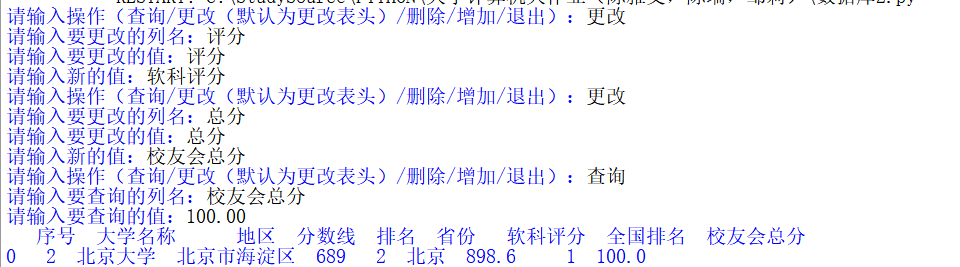 请输入操作（查询/更改（默认为更改表头）/删除/增加/退出）：更改
请输入要更改的列名：评分
请输入要更改的值：评分
请输入新的值：软科评分
请输入操作（查询/更改（默认为更改表头）/删除/增加/退出）：更改
请输入要更改的列名：总分
请输入要更改的值：总分
请输入新的值：校友会总分
请输入操作（查询/更改（默认为更改表头）/删除/增加/退出）：查询
请输入要查询的列名：校友会总分
请输入要查询的值：100.00
序号 大学名称 地区 分数线 排名 省份 软科评分 全国排名 校友会总分
0 2 北京大学 北京市海淀区 689 2 北京 898.6 1 100.0